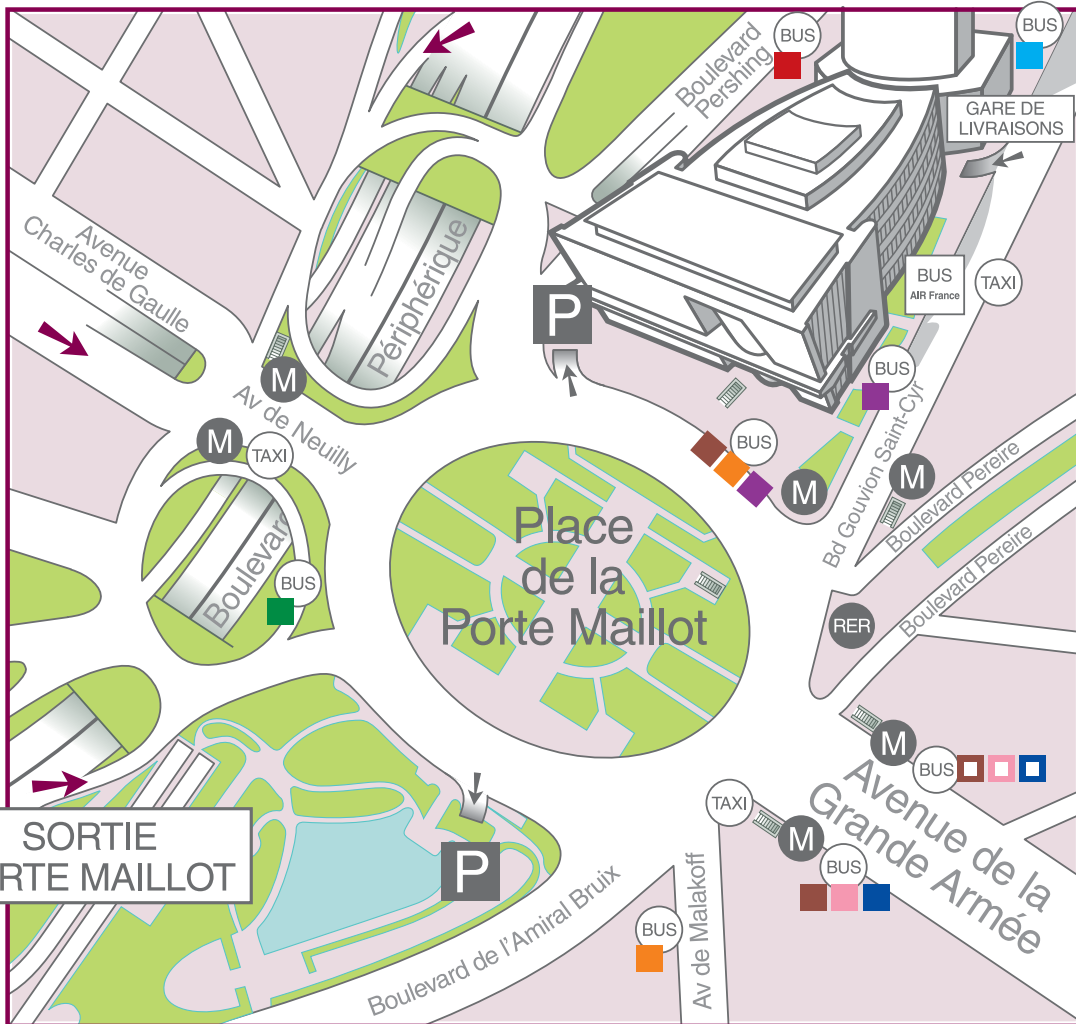 BUS
BUS
Boulevard
Pershing
GARE DE
LIVRAISONS
Avenue
Charles de Gaulle
Périphérique
BUS
AIR France
TAXI
P
M
Av de Neuilly
BUS
M
TAXI
BUS
M
M
Bd Gouvion Saint-Cyr
Boulevard Pereire
Boulevard Pereire
Place
de la
Porte Maillot
Boulevard
BUS
RER
M
BUS
Avenue de la
Grande Armée
TAXI
M
BUS
SORTIE
RTE MAILLOT
P
Boulevard de l'Amiral Bruix
BUS
Av de Malakoff